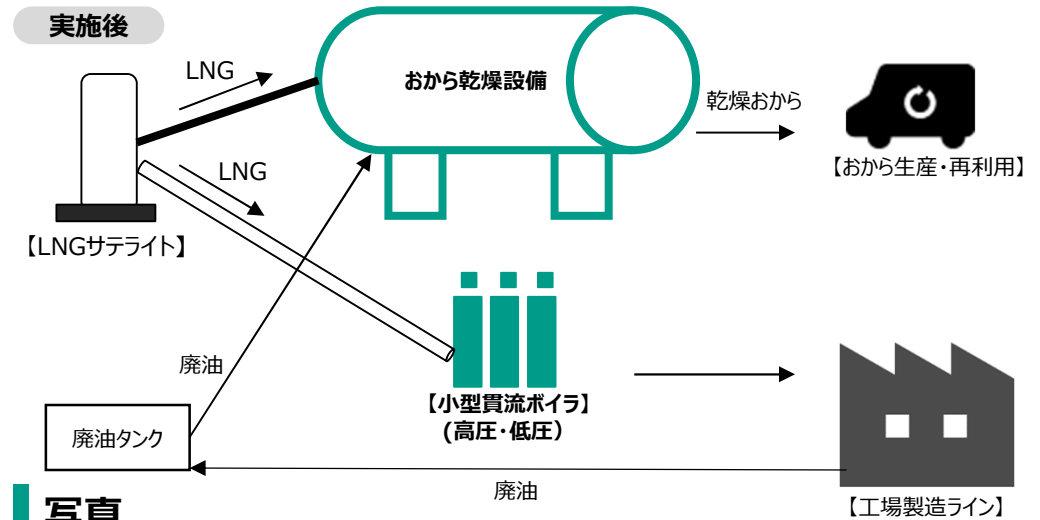 実施後
LNG
おから乾燥設備
乾燥おから
【おから生産・再利用】
LNG
【LNGサテライト】
廃油
【小型貫流ボイラ】
(高圧・低圧）
廃油タンク
廃油
【工場製造ライン】
写真